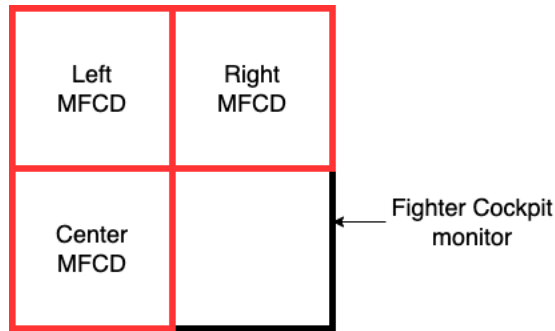 Left
MFCD
Right
MFCD
Center
MFCD
Fighter Cockpit
monitor